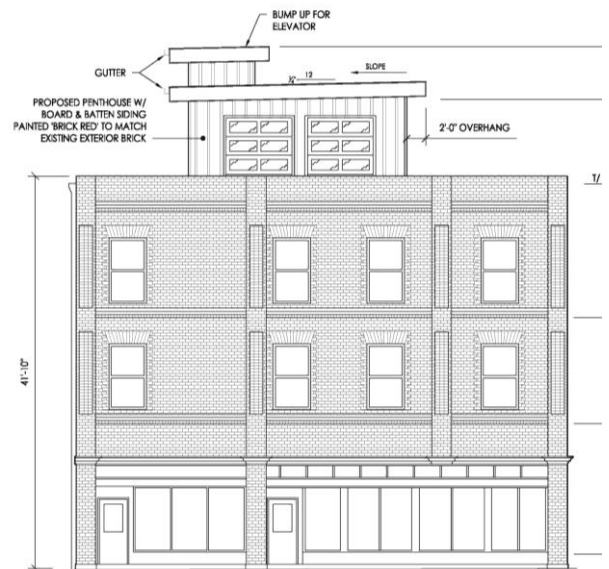 BUMP UP FOR
ELEVATOR
GUTTER
12
SLOPE
PROPOSED PENTHOUSE W/
BOARD & BATTEN SIDING
PAINTED 'BRICK RED' TO MATCH
EXISTING EXTERIOR BRICK
2'-0" OVERHANG
T/
41'-10"